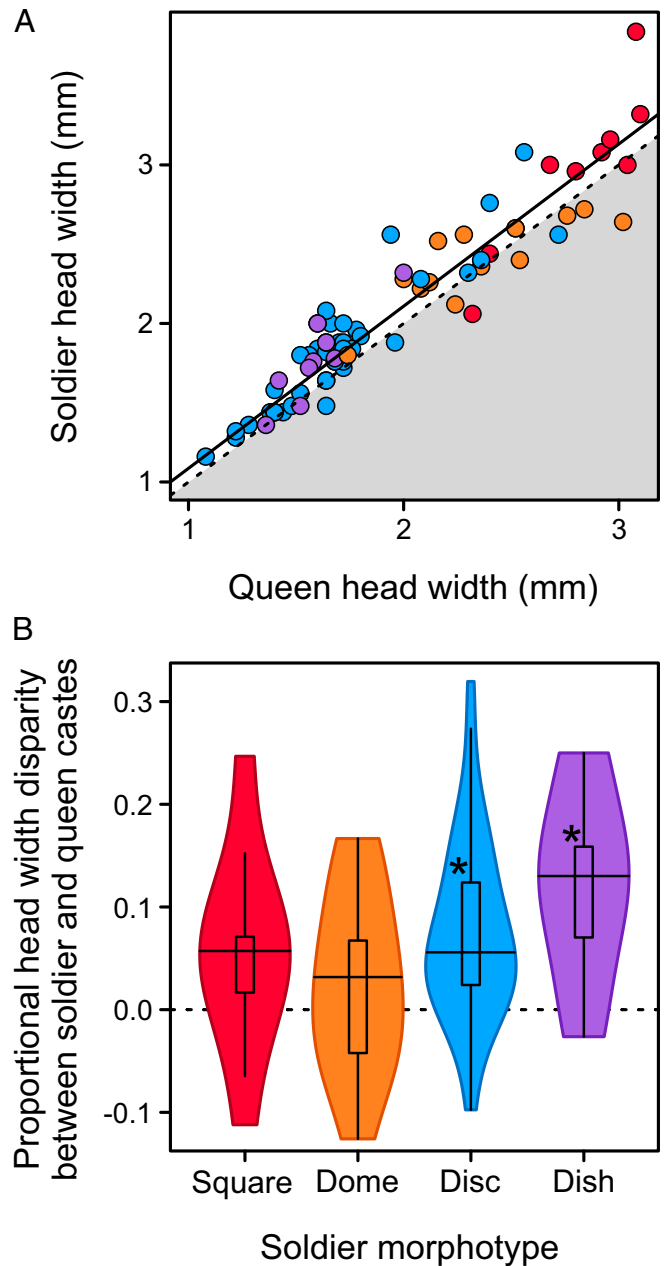 A
Soldier head width (mm)
3
2
1
1 2 3
Queen head width (mm)
B
Proportional head width disparity
between soldier and queen castes
0.3
0.2
0.1
0.0
-0.1
*
*
Square Dome Disc Dish
Soldier morphotype